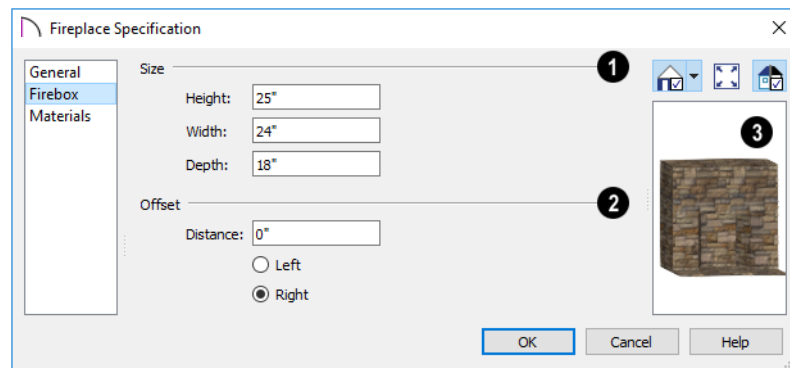 Fireplace Specification
General
Firebox
Materials
Size
1
Height: 25"
Width: 24"
Depth: 18"
Offset
2
Distance: 0"
Left
Right
3
OK
Cancel
Help